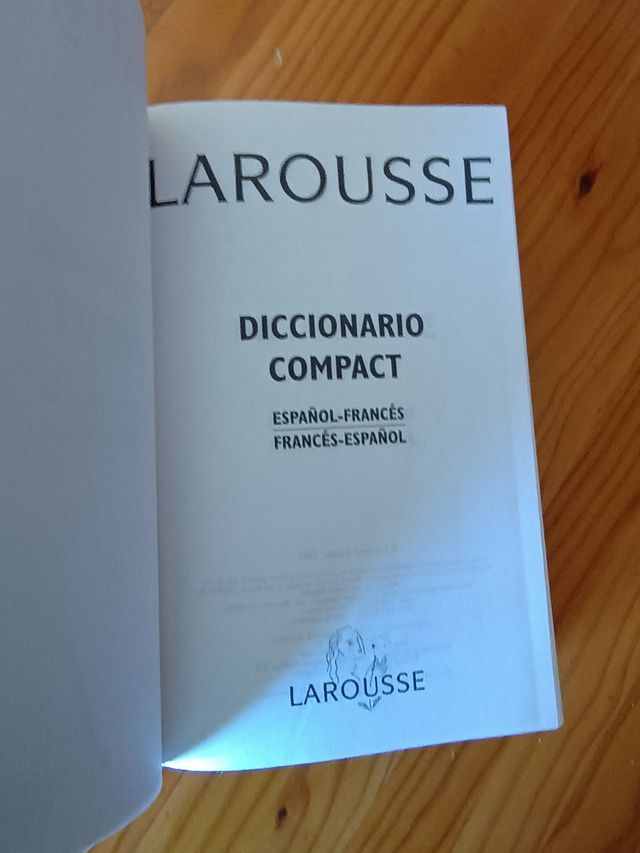 LAROUSSE
DICCIONARIO
COMPACT
ESPAÑOL-FRANCÉS
FRANCÉS-ESPAÑOL
LAROUSSE